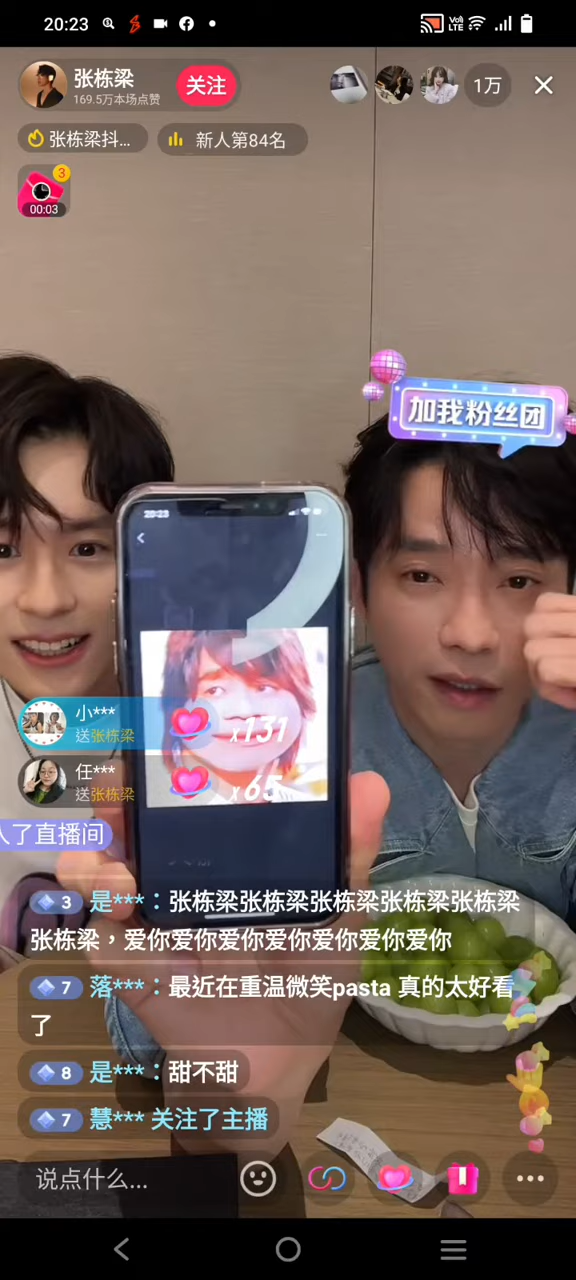 20:23
VoLTE
张栋梁
169.5万本场点赞
关注
1万
张栋梁抖...
新人第84名
3
00:03
加我粉丝团
20:23
小***
送张栋梁
x131
任***
送张栋梁
x65
入了直播间
3 是***：张栋梁张栋梁张栋梁张栋梁张栋梁
张栋梁，爱你爱你爱你爱你爱你爱你爱你
7 落***：最近在重温微笑pasta 真的太好看
了
8 是***：甜不甜
7 慧*** 关注了主播
说点什么...